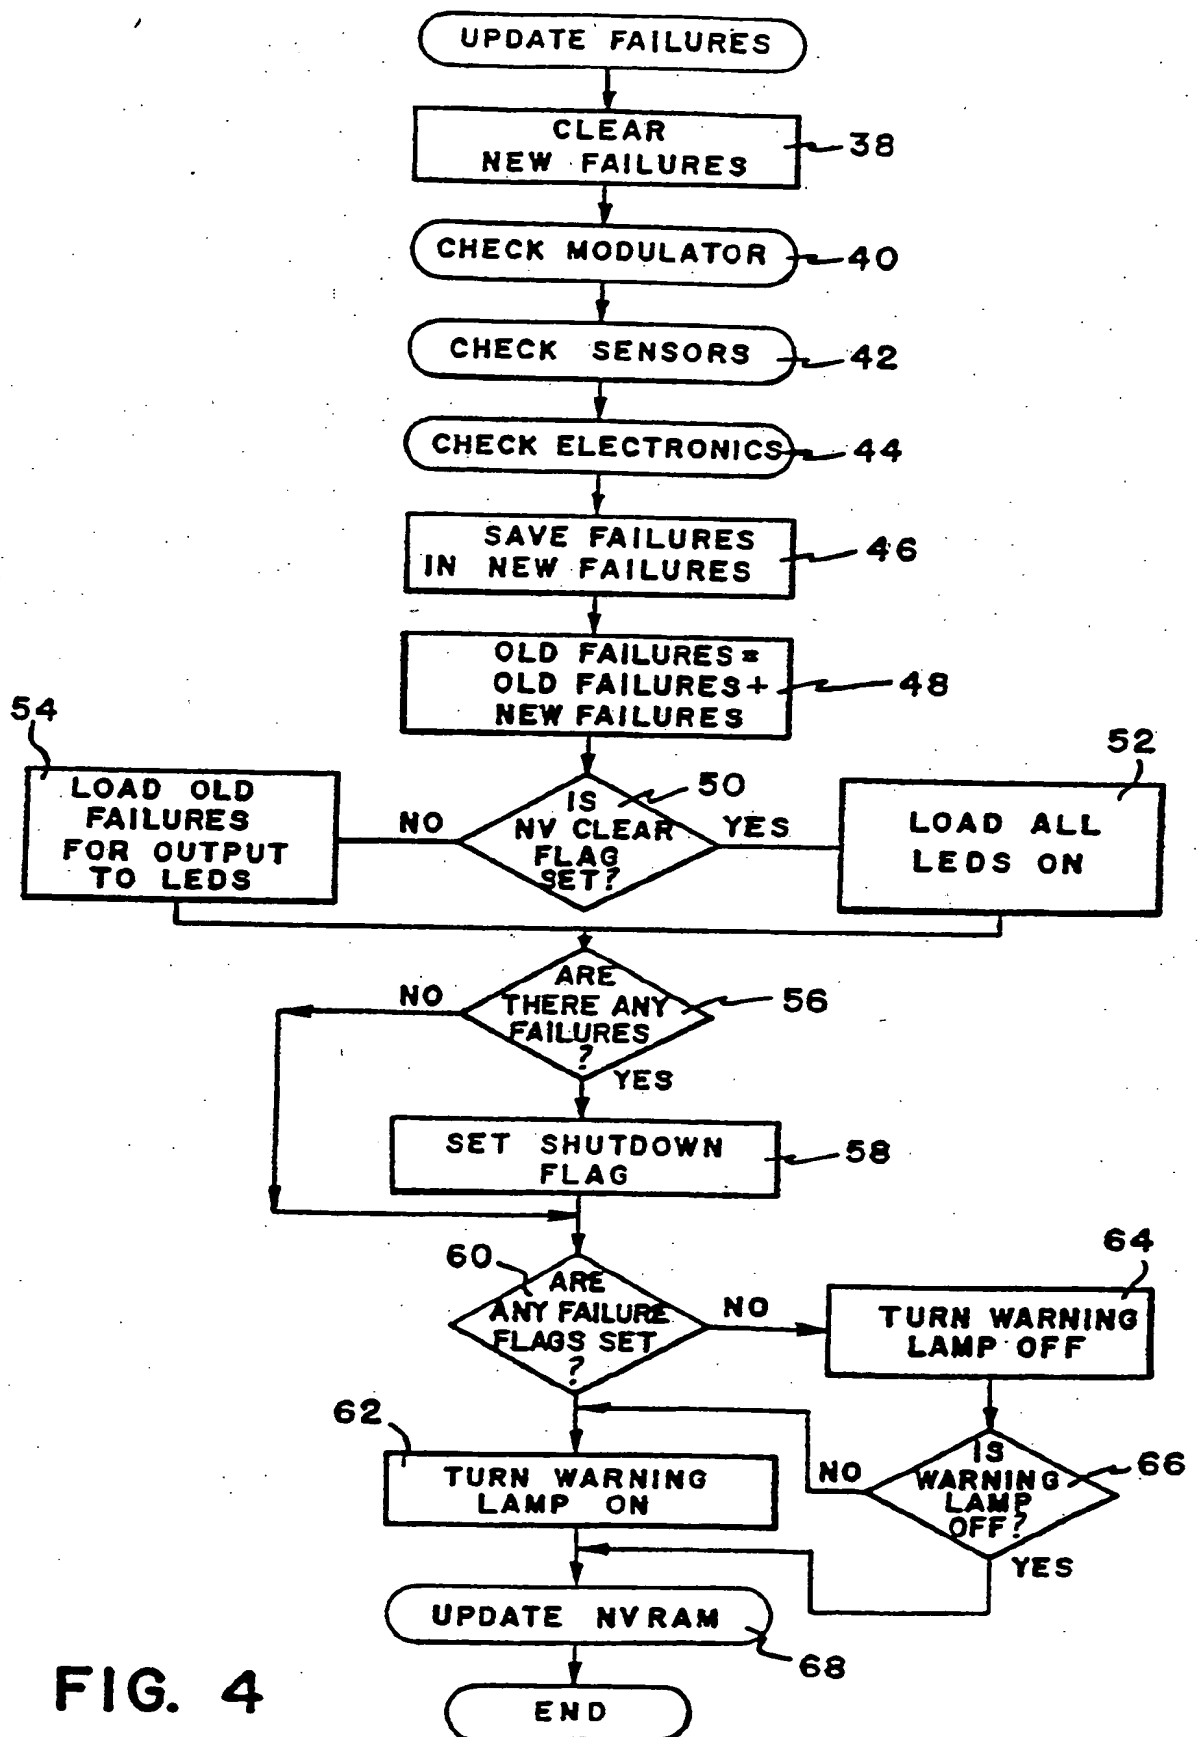 UPDATE FAILURES
CLEAR
NEW FAILURES
38
CHECK MODULATOR
40
CHECK SENSORS
42
CHECK ELECTRONICS
44
SAVE FAILURES
IN NEW FAILURES
46
OLD FAILURES =
OLD FAILURES +
NEW FAILURES
48
54
LOAD OLD
FAILURES
FOR OUTPUT
TO LEDS
NO
IS
NV CLEAR
FLAG
SET?
50
YES
52
LOAD ALL
LEDS ON
NO
ARE
THERE ANY
FAILURES
?
56
YES
SET SHUTDOWN
FLAG
58
60
ARE
ANY FAILURE
FLAGS SET
?
NO
64
TURN WARNING
LAMP OFF
62
TURN WARNING
LAMP ON
NO
IS
WARNING
LAMP
OFF?
66
YES
UPDATE NVRAM
68
END
FIG. 4